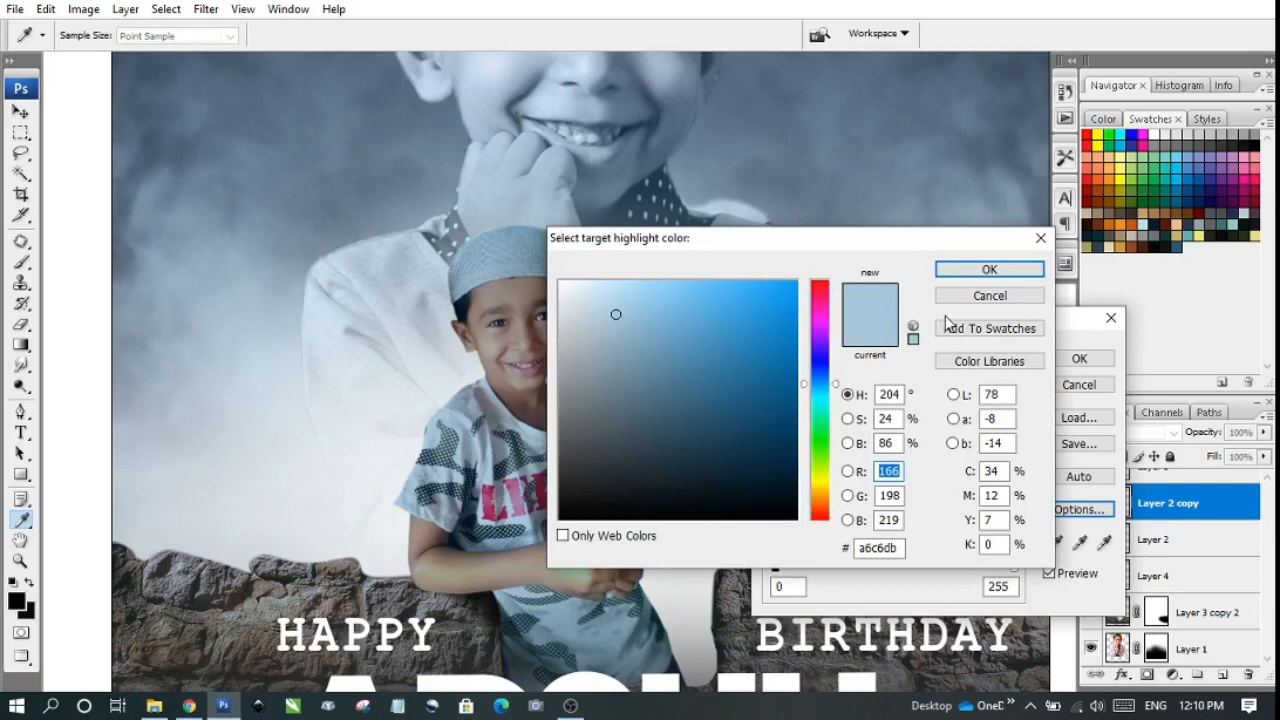 File Edit Image Layer Select Filter View Window Help
Sample Size: Point Sample Workspace
Ps
Navigator Histogram Info
Color Swatches Styles
Select target highlight color:
new
OK
Cancel
Add To Swatches
current
Color Libraries
H: 204 ° L: 78
S: 24 % a: -8
B: 86 % b: -14
R: 166 C: 34 %
G: 198 M: 12 %
B: 219 Y: 7 %
# a6c6db K: 0 %
Only Web Colors
OK
Cancel
Load...
Save...
Auto
Options...
Preview
0 255
Channels Paths
Opacity: 100%
Fill: 100%
Layer 2 copy
Layer 2
Layer 4
Layer 3 copy 2
Layer 1
T
HAPPY BIRTHDAY
Desktop OneD ENG 12:10 PM